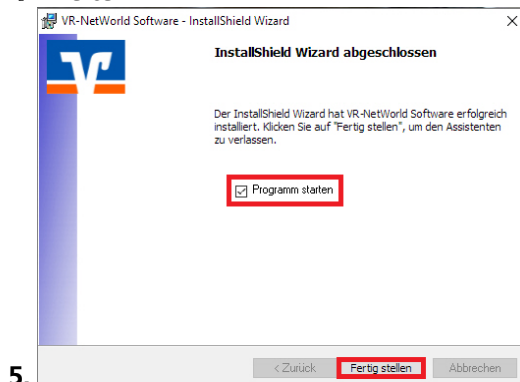 VR-NetWorld Software - InstallShield Wizard
InstallShield Wizard abgeschlossen
Der InstallShield Wizard hat VR-NetWorld Software erfolgreich
installiert. Klicken Sie auf "Fertig stellen", um den Assistenten
zu verlassen.
Programm starten
5.
< Zurück Fertig stellen Abbrechen